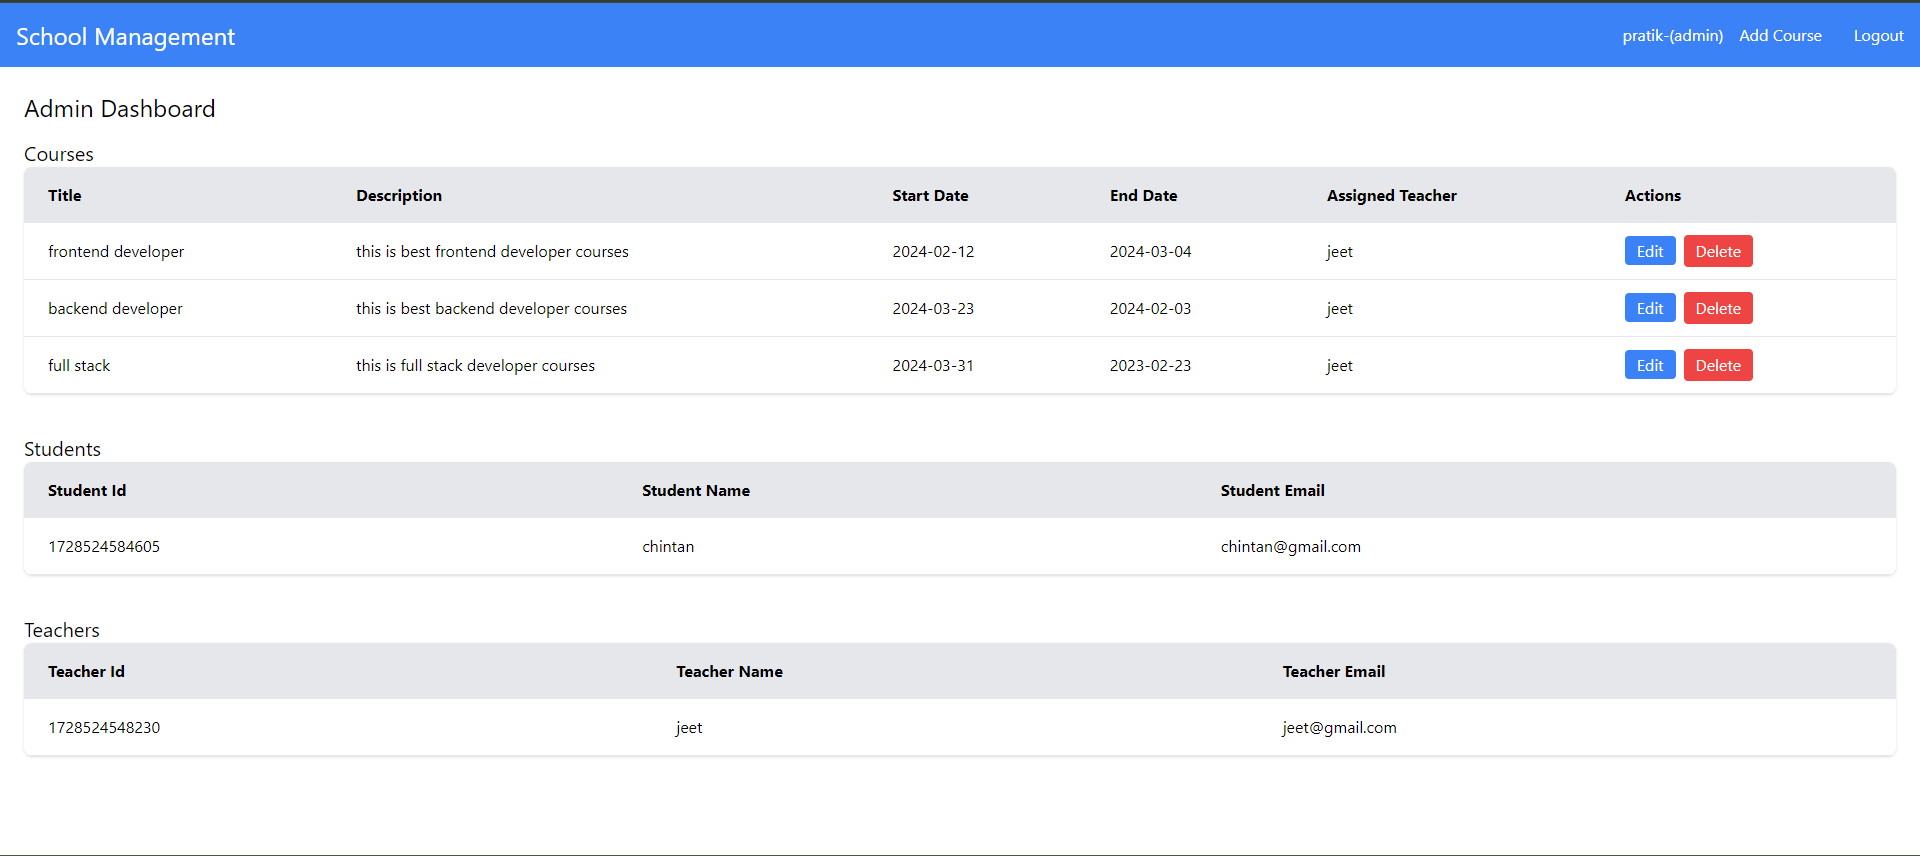 School Management pratik-(admin) Add Course Logout
Admin Dashboard
Courses
Title Description Start Date End Date Assigned Teacher Actions
frontend developer this is best frontend developer courses 2024-02-12 2024-03-04 jeet Edit Delete
backend developer this is best backend developer courses 2024-03-23 2024-02-03 jeet Edit Delete
full stack this is full stack developer courses 2024-03-31 2023-02-23 jeet Edit Delete
Students
Student Id Student Name Student Email
1728524584605 chintan chintan@gmail.com
Teachers
Teacher Id Teacher Name Teacher Email
1728524548230 jeet jeet@gmail.com